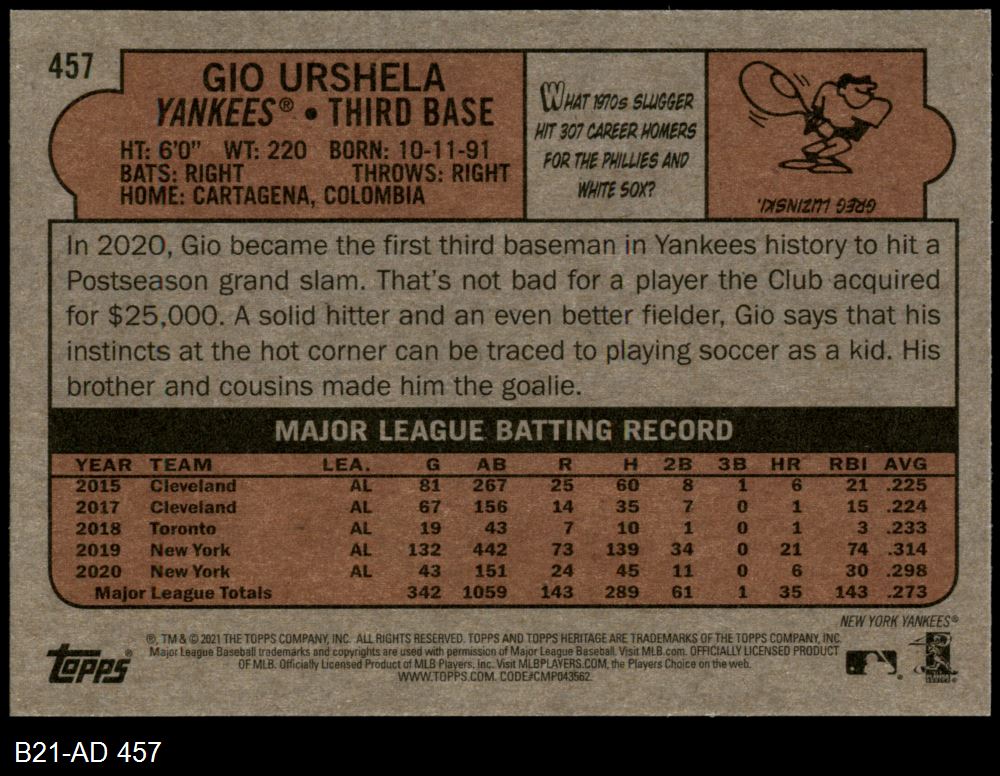 457
GIO URSHELA
YANKEES® • THIRD BASE
HT: 6'0" WT: 220 BORN: 10-11-91
BATS: RIGHT THROWS: RIGHT
HOME: CARTAGENA, COLOMBIA
WHAT 1970s SLUGGER
HIT 307 CAREER HOMERS
FOR THE PHILLIES AND
WHITE SOX?
GREG LUZINSKI.
In 2020, Gio became the first third baseman in Yankees history to hit a
Postseason grand slam. That's not bad for a player the Club acquired
for $25,000. A solid hitter and an even better fielder, Gio says that his
instincts at the hot corner can be traced to playing soccer as a kid. His
brother and cousins made him the goalie.
MAJOR LEAGUE BATTING RECORD
YEAR TEAM LEA. G AB R H 2B 3B HR RBI AVG
2015 Cleveland AL 81 267 25 60 8 1 6 21 .225
2017 Cleveland AL 67 156 14 35 7 0 1 15 .224
2018 Toronto AL 19 43 7 10 1 0 1 3 .233
2019 New York AL 132 442 73 139 34 0 21 74 .314
2020 New York AL 43 151 24 45 11 0 6 30 .298
Major League Totals 342 1059 143 289 61 1 35 143 .273
NEW YORK YANKEES®
®, TM & © 2021 THE TOPPS COMPANY, INC. ALL RIGHTS RESERVED. TOPPS AND TOPPS HERITAGE ARE TRADEMARKS OF THE TOPPS COMPANY, INC.
Major League Baseball trademarks and copyrights are used with permission of Major League Baseball. Visit MLB.com. OFFICIALLY LICENSED PRODUCT
OF MLB. Officially Licensed Product of MLB Players, Inc. Visit MLBPLAYERS.COM, the Players Choice on the web.
WWW.TOPPS.COM. CODE#CMP043562.
Topps®
B21-AD 457